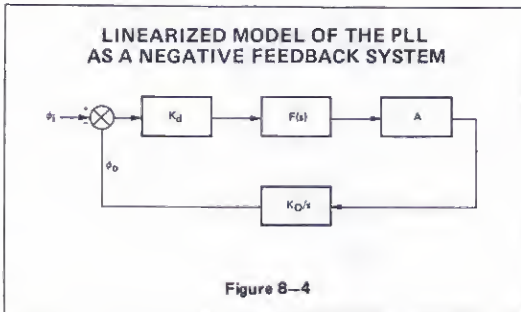 LINEARIZED MODEL OF THE PLL
AS A NEGATIVE FEEDBACK SYSTEM
ϕi + − Kd F(s) A
ϕo
KO/s
Figure 8–4